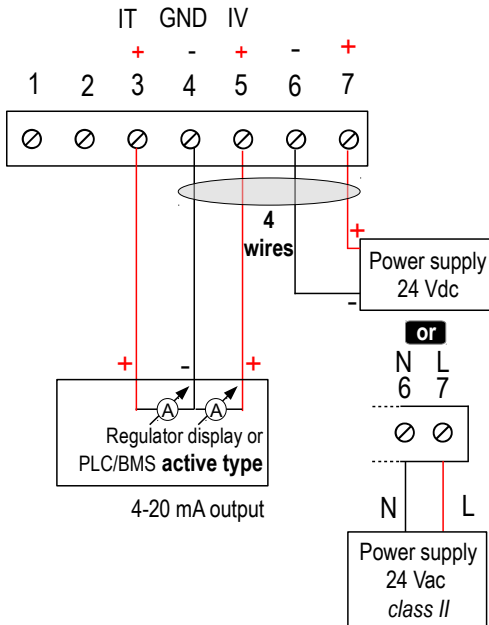 IT GND IV
+ - + - +
1 2 3 4 5 6 7
4
wires
+
Power supply
24 Vdc
-
or
N L
6 7
+ - +
A A
Regulator display or
PLC/BMS active type
4-20 mA output
N L
Power supply
24 Vac
class II